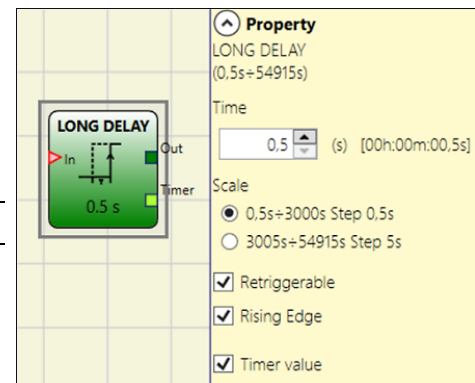 LONG DELAY
In
Out
Timer
0.5 s
Property
LONG DELAY
(0,5s÷54915s)
Time
0,5 (s) [00h:00m:00,5s]
Scale
0,5s÷3000s Step 0,5s
3005s÷54915s Step 5s
Retriggerable
Rising Edge
Timer value